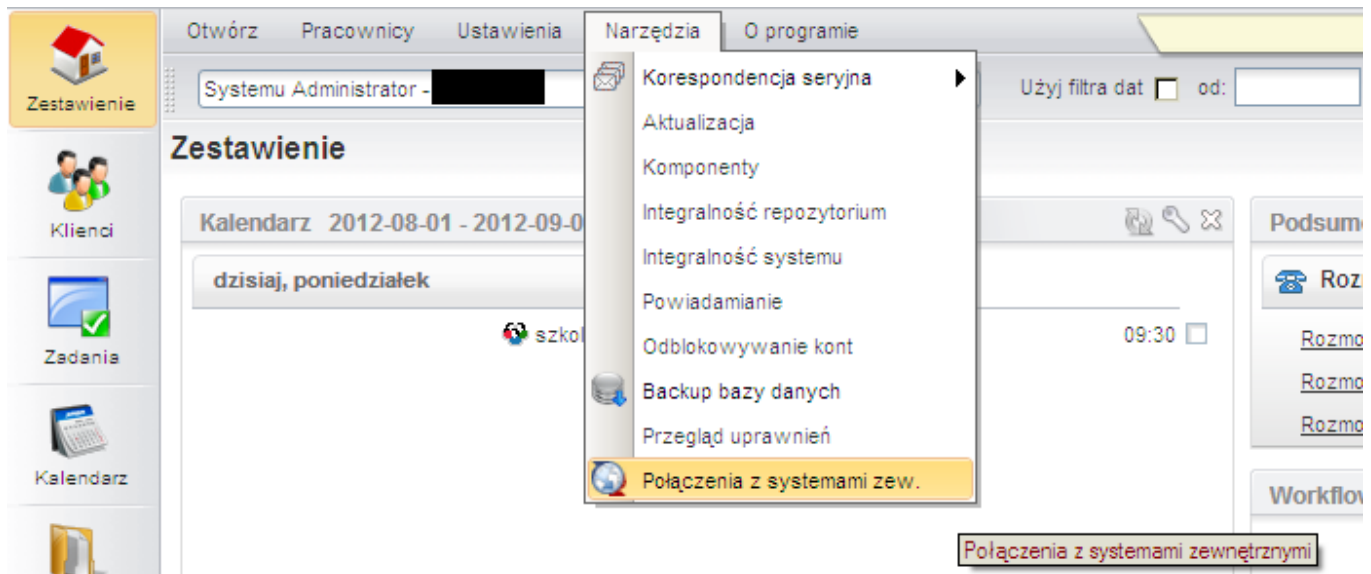 Otwórz Pracownicy Ustawienia Narzędzia O programie
Systemu Administrator -
Użyj filtra dat od:
Zestawienie
Zestawienie
Klienci
Zadania
Kalendarz
Korespondencja seryjna
Aktualizacja
Komponenty
Integralność repozytorium
Integralność systemu
Powiadamianie
Odblokowywanie kont
Backup bazy danych
Przegląd uprawnień
Połączenia z systemami zew.
Połączenia z systemami zewnętrznymi
Kalendarz 2012-08-01 - 2012-09-0
dzisiaj, poniedziałek
szkol
09:30
Podsum
Roz
Rozmo
Rozmo
Rozmo
Workflow